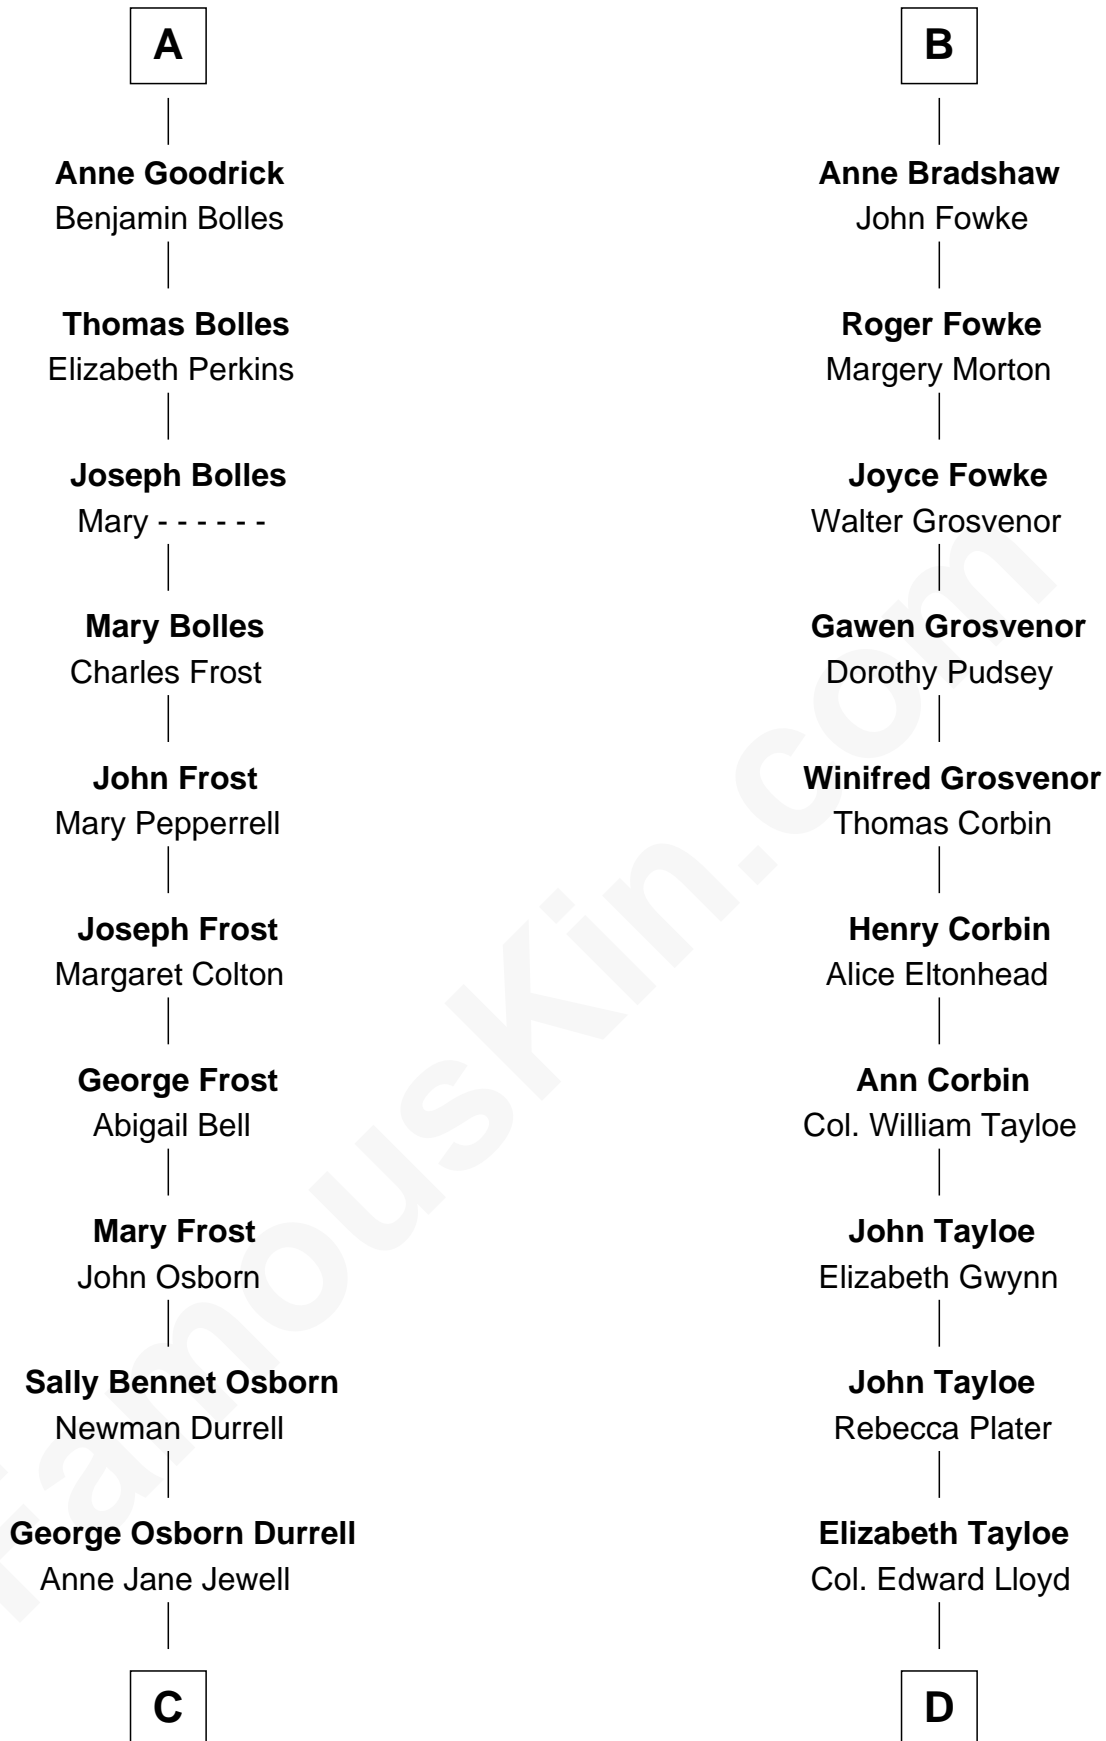 A
Anne Goodrick
Benjamin Bolles
Thomas Bolles
Elizabeth Perkins
Joseph Bolles
Mary - - - - - -
Mary Bolles
Charles Frost
John Frost
Mary Pepperrell
Joseph Frost
Margaret Colton
George Frost
Abigail Bell
Mary Frost
John Osborn
Sally Bennet Osborn
Newman Durrell
George Osborn Durrell
Anne Jane Jewell
C
B
Anne Bradshaw
John Fowke
Roger Fowke
Margery Morton
Joyce Fowke
Walter Grosvenor
Gawen Grosvenor
Dorothy Pudsey
Winifred Grosvenor
Thomas Corbin
Henry Corbin
Alice Eltonhead
Ann Corbin
Col. William Tayloe
John Tayloe
Elizabeth Gwynn
John Tayloe
Rebecca Plater
Elizabeth Tayloe
Col. Edward Lloyd
D
FamousKin.com